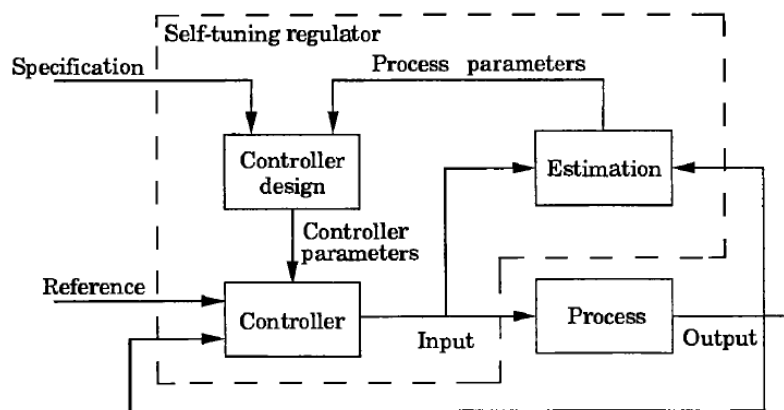 Self-tuning regulator
Specification
Process parameters
Controller
design
Estimation
Controller
parameters
Reference
Controller
Input
Process
Output